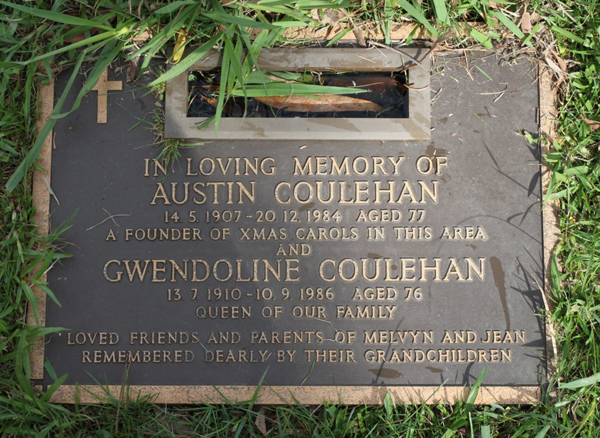 IN LOVING MEMORY OF
AUSTIN COULEHAN
14.5.1907-20.12.1984 AGED 77
A FOUNDER OF XMAS CAROLS IN THIS AREA
AND
GWENDOLINE COULEHAN
13.7.1910-10.9.1986 AGED 76
QUEEN OF OUR FAMILY
LOVED FRIENDS AND PARENTS OF MELVYN AND JEAN
REMEMBERED DEARLY BY THEIR GRANDCHILDREN